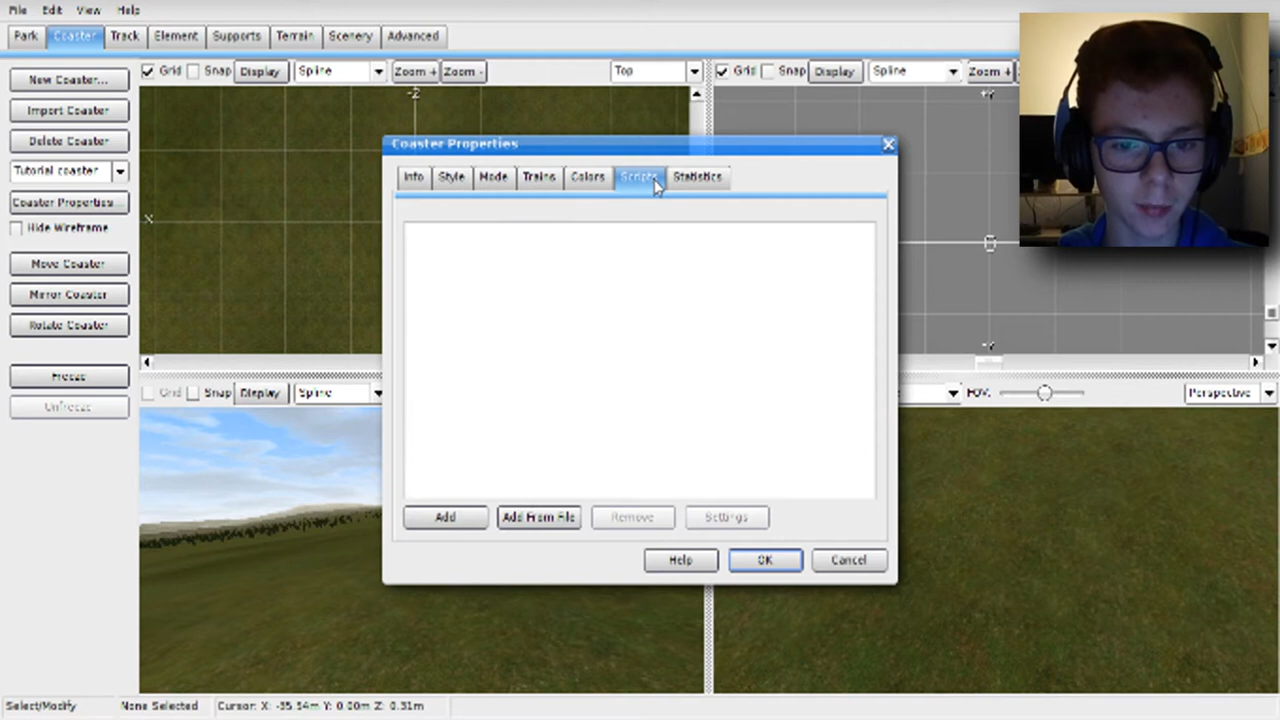 File Edit View Help
Park Coaster Track Element Supports Terrain Scenery Advanced
Grid Snap Display Spline Zoom + Zoom - Top
Grid Snap Display Spline Zoom +
New Coaster...
Import Coaster
Delete Coaster
Tutorial coaster
Coaster Properties...
Hide Wireframe
Move Coaster
Mirror Coaster
Rotate Coaster
Freeze
Unfreeze
-Z
X
+Y
-Y
Coaster Properties
Info Style Mode Trains Colors Scripts Statistics
Add Add From File Remove Settings
Help OK Cancel
Grid Snap Display Spline
FOV: Perspective
Select/Modify None Selected Cursor: X: -35.54m Y: 0.00m Z: 0.31m